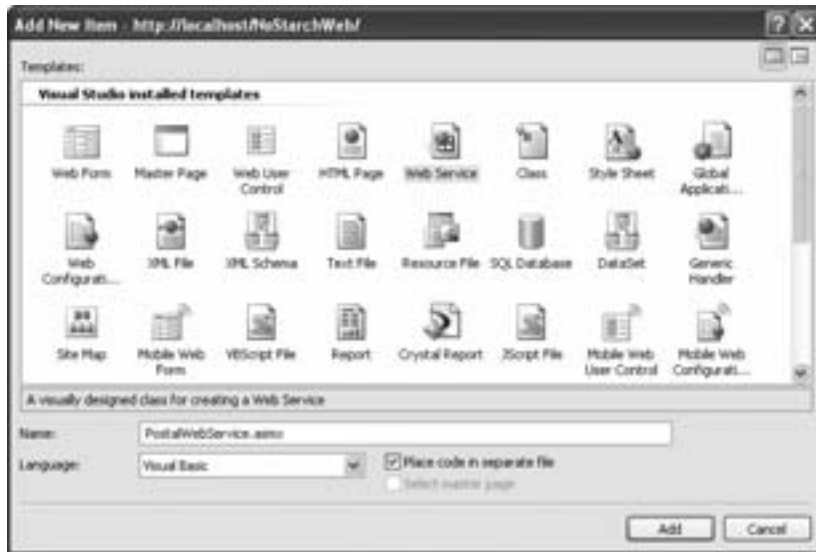 Add New Item - http://localhost/NoStarchWeb/
Templates:
Visual Studio installed templates
Web Form
Master Page
Web User Control
HTML Page
Web Service
Class
Style Sheet
Global Applicati...
Web Configurati...
XML File
XML Schema
Text File
Resource File
SQL Database
DataSet
Generic Handler
Site Map
Mobile Web Form
VBScript File
Report
Crystal Report
JScript File
Mobile Web User Control
Mobile Web Configurati...
A visually designed class for creating a Web Service
Name:
PostalWebService.asmx
Language:
Visual Basic
Place code in separate file
Select master page
Add
Cancel